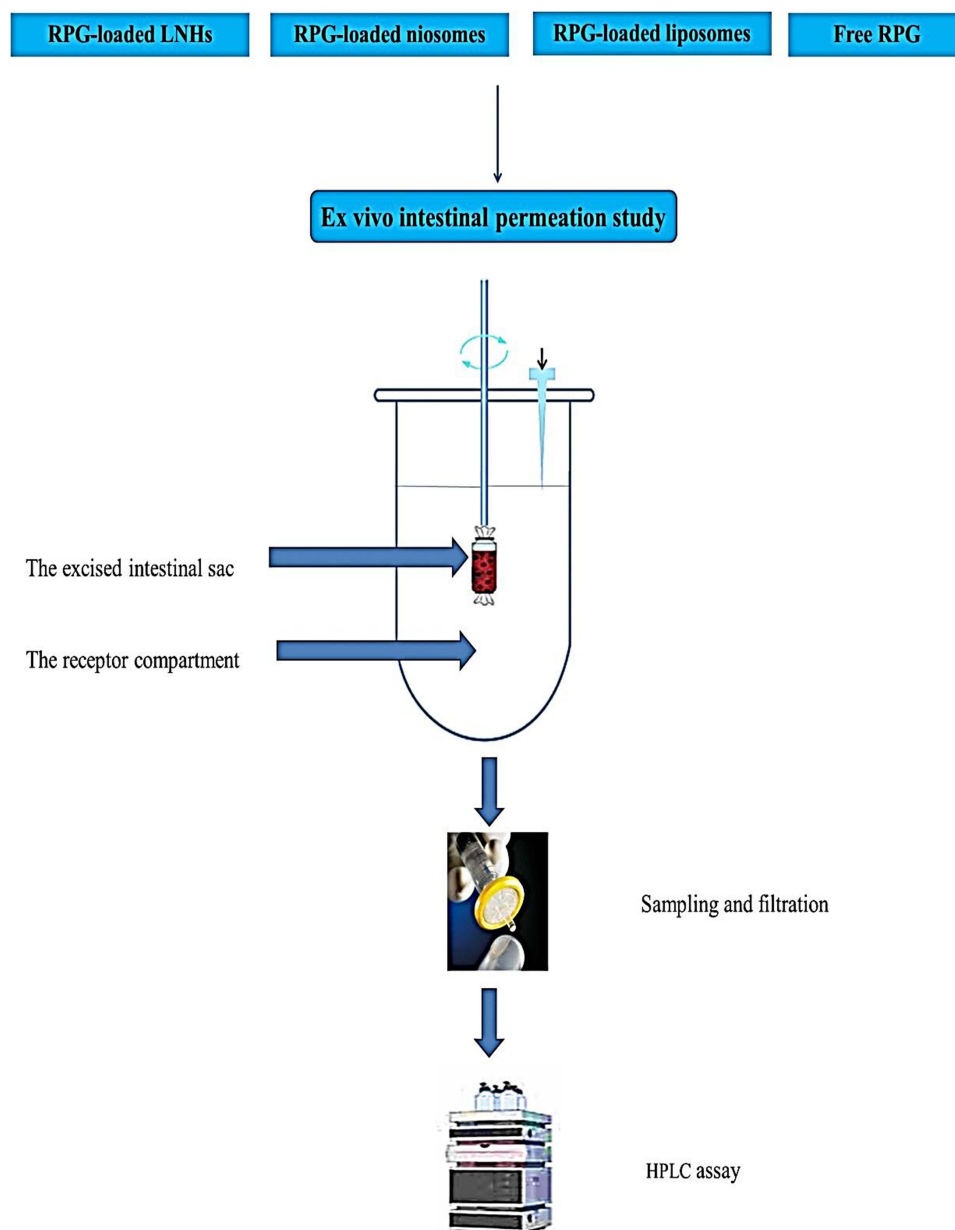 RPG-loaded LNHs
RPG-loaded niosomes
RPG-loaded liposomes
Free RPG
Ex vivo intestinal permeation study
The excised intestinal sac
The receptor compartment
Sampling and filtration
HPLC assay